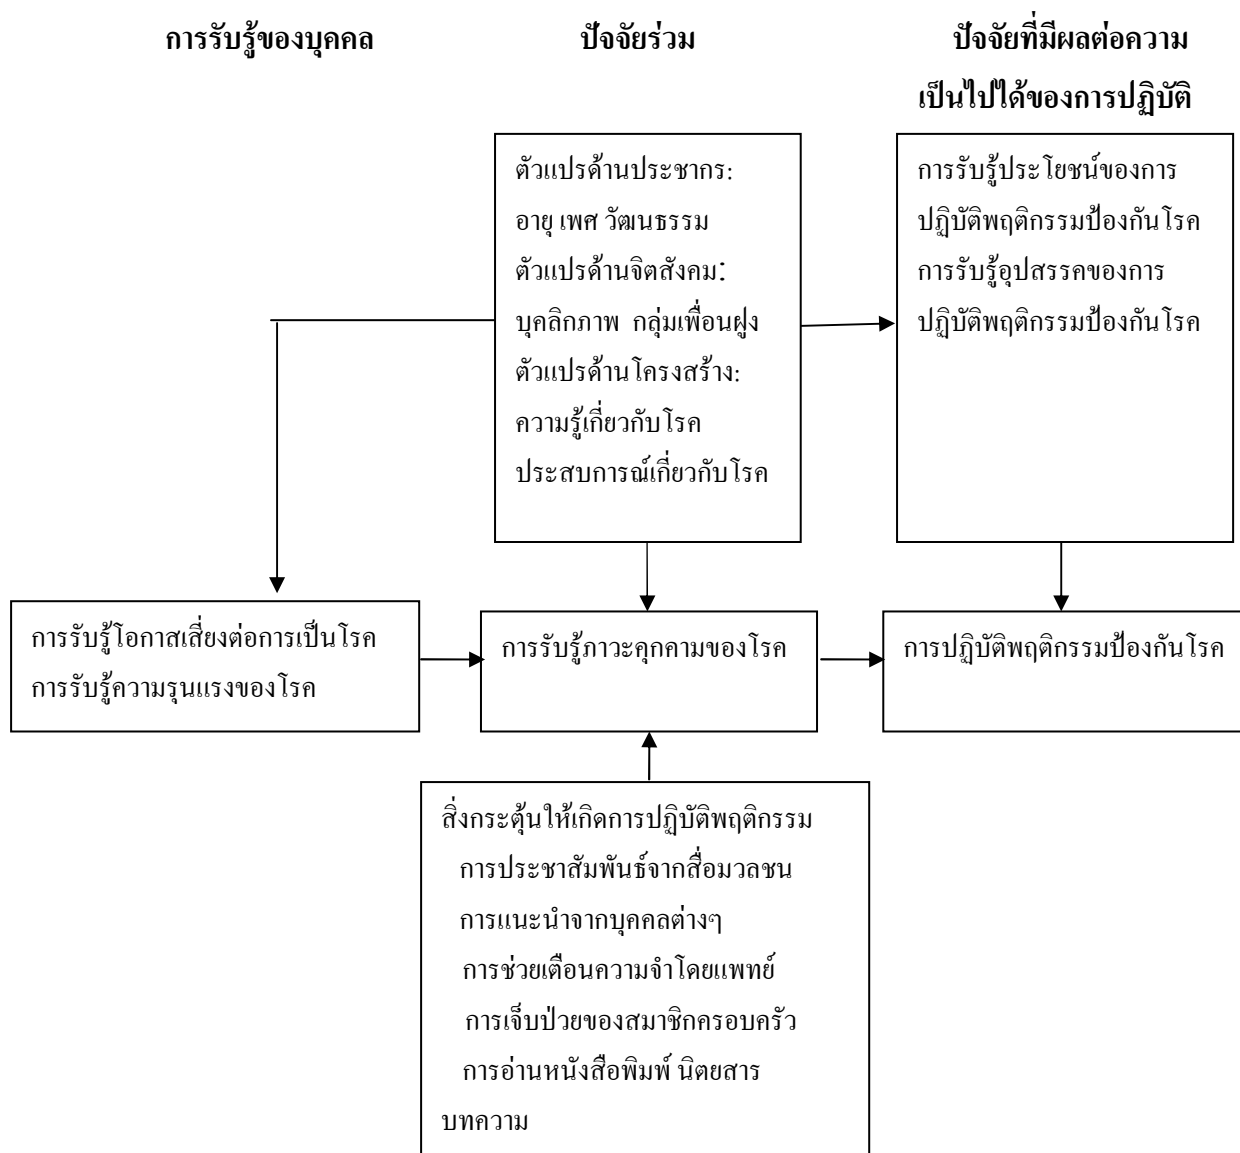 การรับรู้ของบุคคล
ปัจจัยร่วม
ปัจจัยที่มีผลต่อความ
เป็นไปได้ของการปฏิบัติ
ตัวแปรด้านประชากร:
อายุ เพศ วัฒนธรรม
ตัวแปรด้านจิตสังคม:
บุคลิกภาพ กลุ่มเพื่อนฝูง
ตัวแปรด้านโครงสร้าง:
ความรู้เกี่ยวกับโรค
ประสบการณ์เกี่ยวกับโรค
การรับรู้ประโยชน์ของการ
ปฏิบัติพฤติกรรมป้องกันโรค
การรับรู้อุปสรรคของการ
ปฏิบัติพฤติกรรมป้องกันโรค
การรับรู้โอกาสเสี่ยงต่อการเป็นโรค
การรับรู้ความรุนแรงของโรค
การรับรู้ภาวะคุกคามของโรค
การปฏิบัติพฤติกรรมป้องกันโรค
สิ่งกระตุ้นให้เกิดการปฏิบัติพฤติกรรม
การประชาสัมพันธ์จากสื่อมวลชน
การแนะนำจากบุคคลต่างๆ
การช่วยเตือนความจำโดยแพทย์
การเจ็บป่วยของสมาชิกครอบครัว
การอ่านหนังสือพิมพ์ นิตยสาร
บทความ